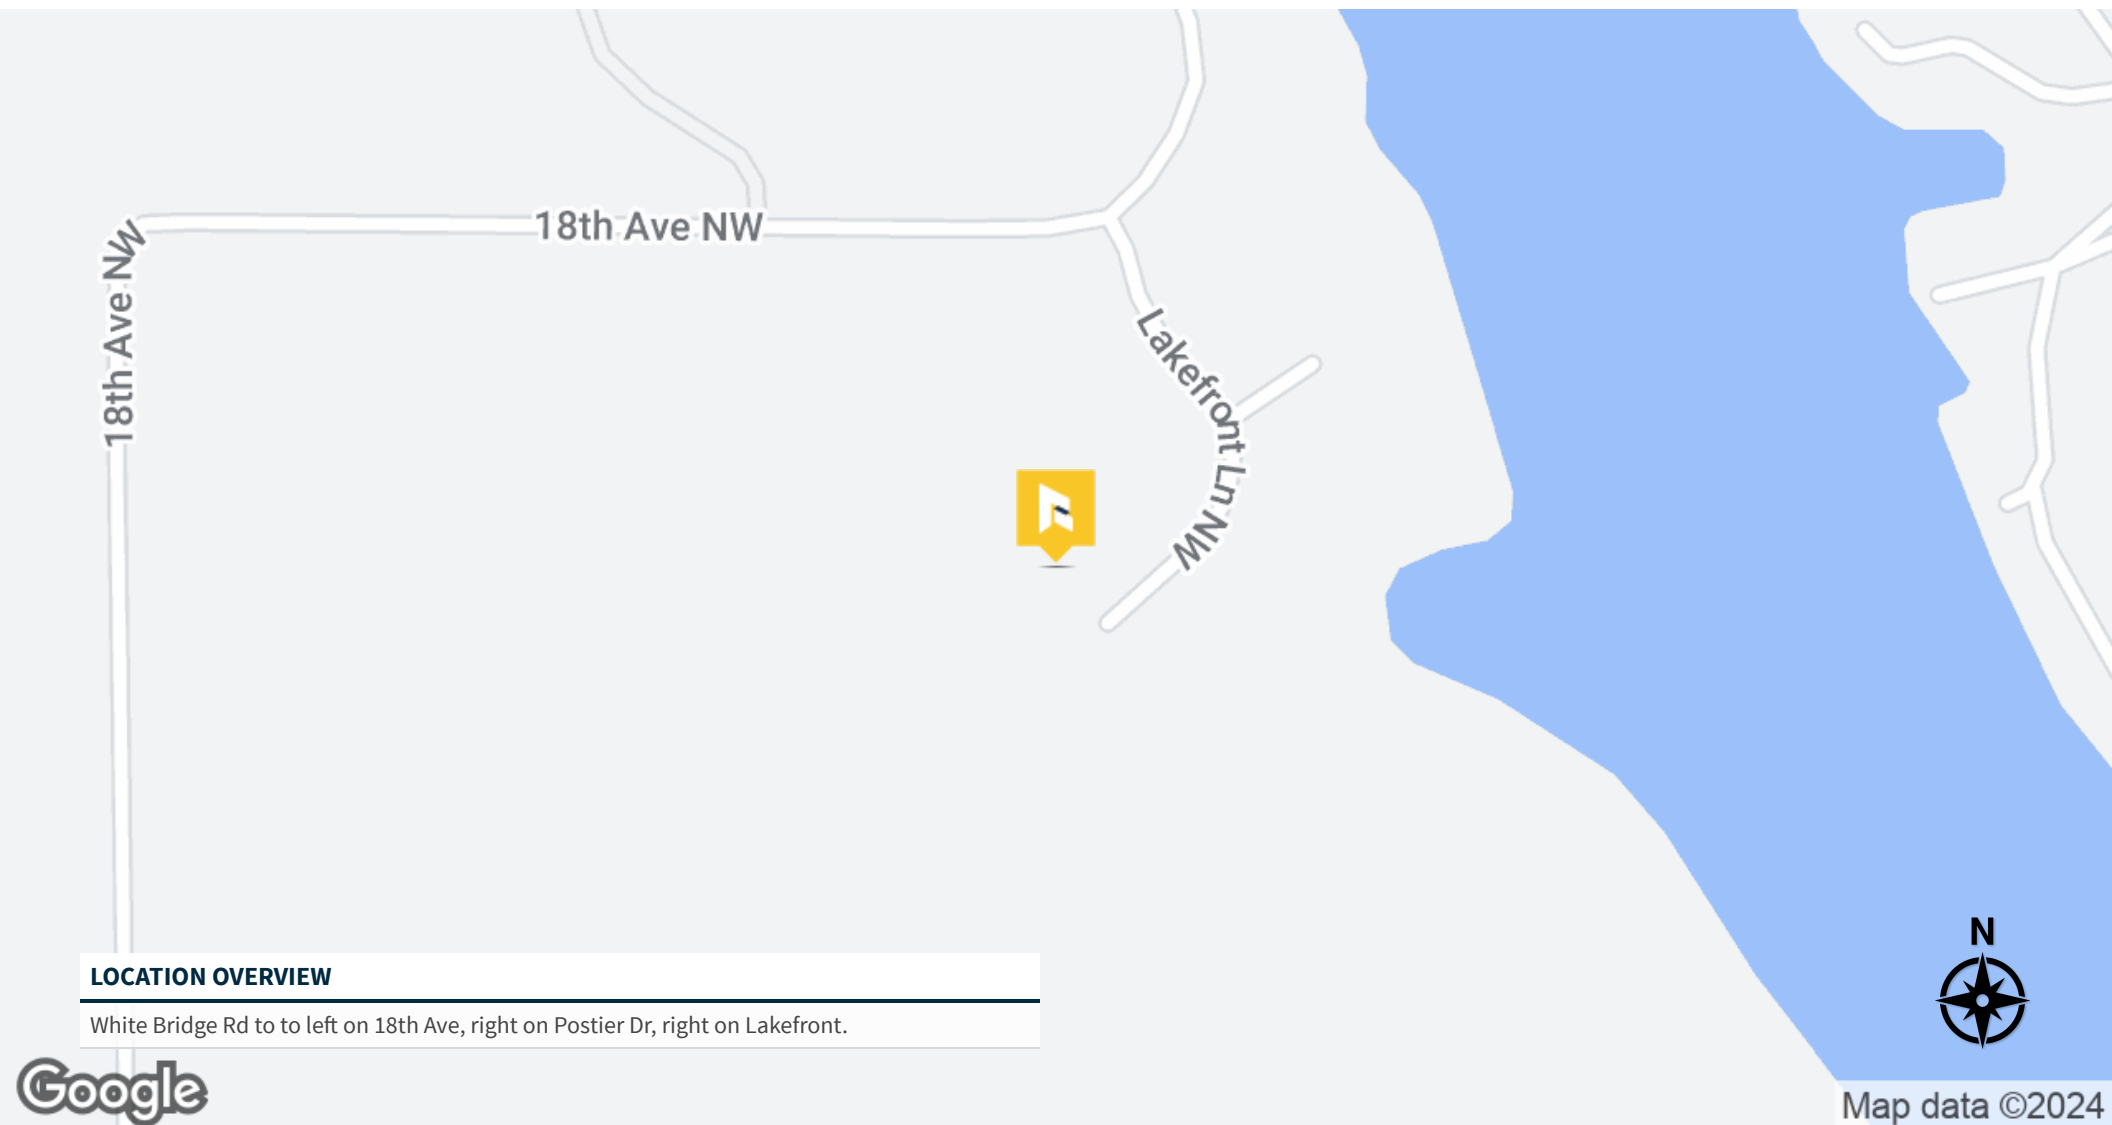 18th Ave NW
18th Ave NW
Lakefront Ln NW
N
LOCATION OVERVIEW
White Bridge Rd to to left on 18th Ave, right on Postier Dr, right on Lakefront.
Google
Map data ©2024